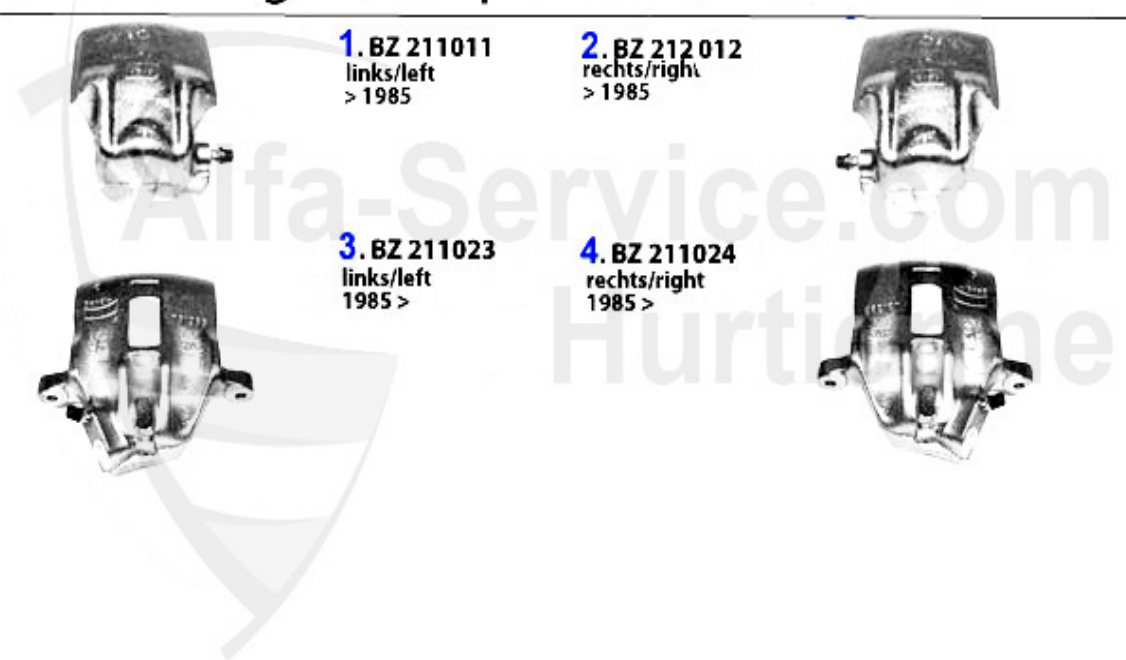 1. BZ 211011
links/left
> 1985
2. BZ 212 012
rechts/right
> 1985
3. BZ 211023
links/left
1985 >
4. BZ 211024
rechts/right
1985 >
Alfa-Service.com